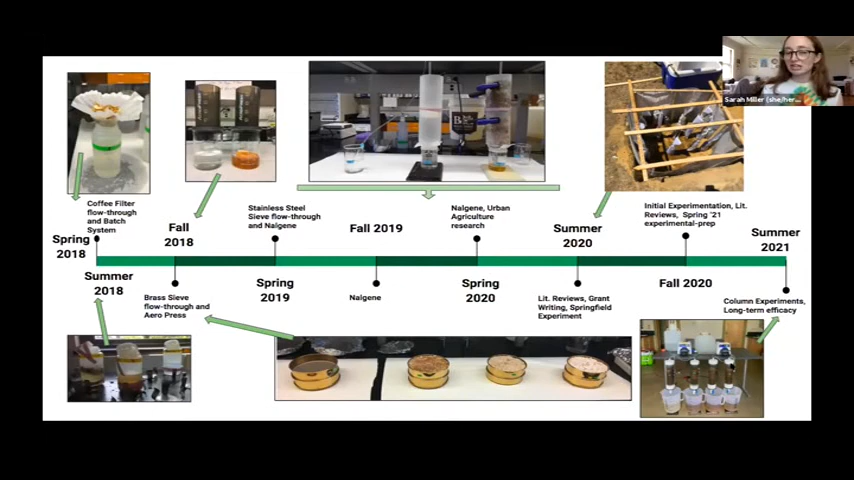 Sarah Miller (she/her...
Coffee Filter
flow-through
and Batch
System
Spring
2018
Summer
2018
Fall
2018
Brass Sieve
flow-through and
Aero Press
Stainless Steel
Sieve flow-through
and Nalgene
Spring
2019
Fall 2019
Nalgene
Nalgene, Urban
Agriculture
research
Spring
2020
Summer
2020
Lit. Reviews, Grant
Writing, Springfield
Experiment
Initial Experimentation, Lit.
Reviews, Spring '21
experimental-prep
Fall 2020
Summer
2021
Column Experiments,
Long-term efficacy